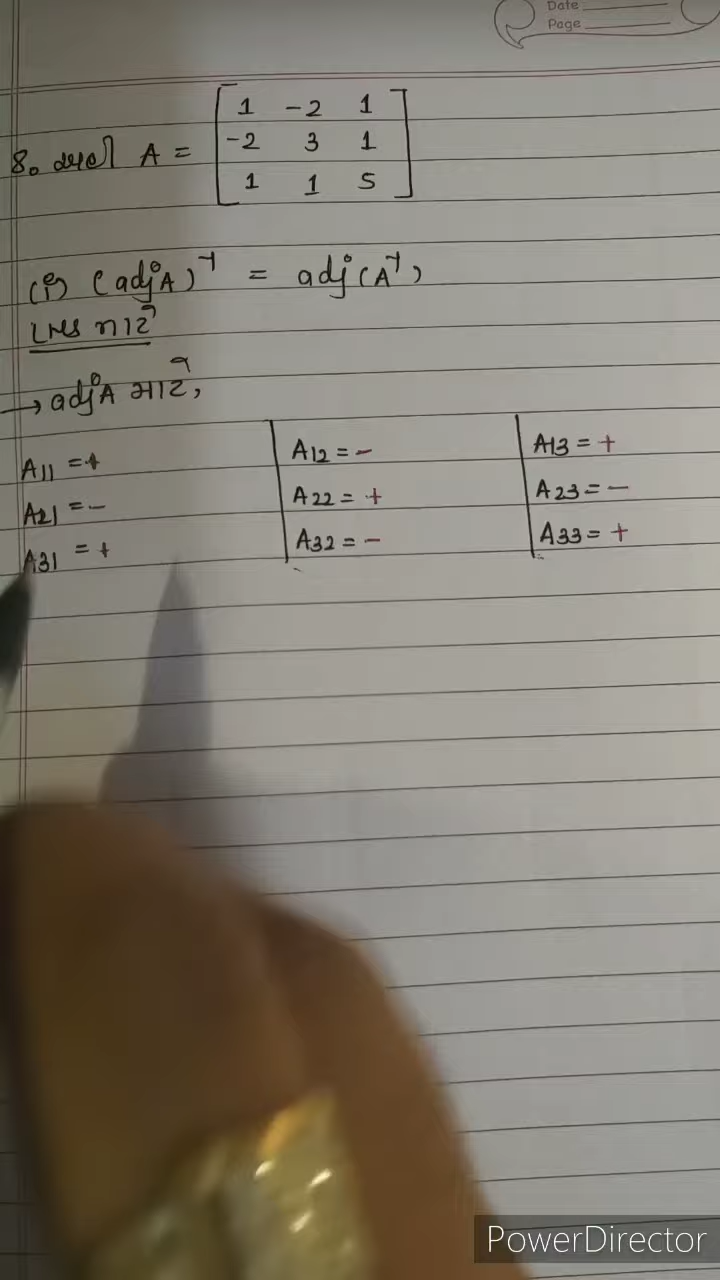 Date
Page
8. A = [ 1 -2 1
-2 3 1
1 1 5 ]
(i) (adjA)⁻¹ = adj(A⁻¹)
→ adjA માટે,
A11 = + A12 = - A13 = +
A21 = - A22 = + A23 = -
A31 = + A32 = - A33 = +
PowerDirector